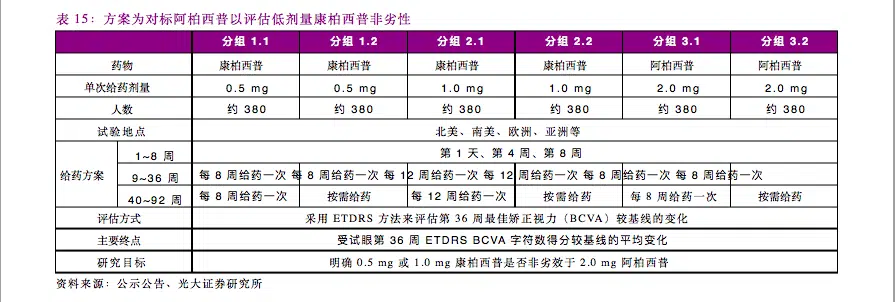 表 15：方案为对标阿柏西普以评估低剂量康柏西普非劣性
分组 1.1 分组 1.2 分组 2.1 分组 2.2 分组 3.1 分组 3.2
药物 康柏西普 康柏西普 康柏西普 康柏西普 阿柏西普 阿柏西普
单次给药剂量 0.5 mg 0.5 mg 1.0 mg 1.0 mg 2.0 mg 2.0 mg
人数 约 380 约 380 约 380 约 380 约 380 约 380
试验地点 北美、南美、欧洲、亚洲等
给药方案
1~8 周 第 1 天、第 4 周、第 8 周
9~36 周 每 8 周给药一次 每 8 周给药一次 每 12 周给药一次 每 12 周给药一次 每 8 周给药一次 每 8 周给药一次
40~92 周 每 8 周给药一次 按需给药 每 12 周给药一次 按需给药 每 8 周给药一次 按需给药
评估方式 采用 ETDRS 方法来评估第 36 周最佳矫正视力（BCVA）较基线的变化
主要终点 受试眼第 36 周 ETDRS BCVA 字符数得分较基线的平均变化
研究目标 明确 0.5 mg 或 1.0 mg 康柏西普是否非劣效于 2.0 mg 阿柏西普
资料来源：公示公告、光大证券研究所